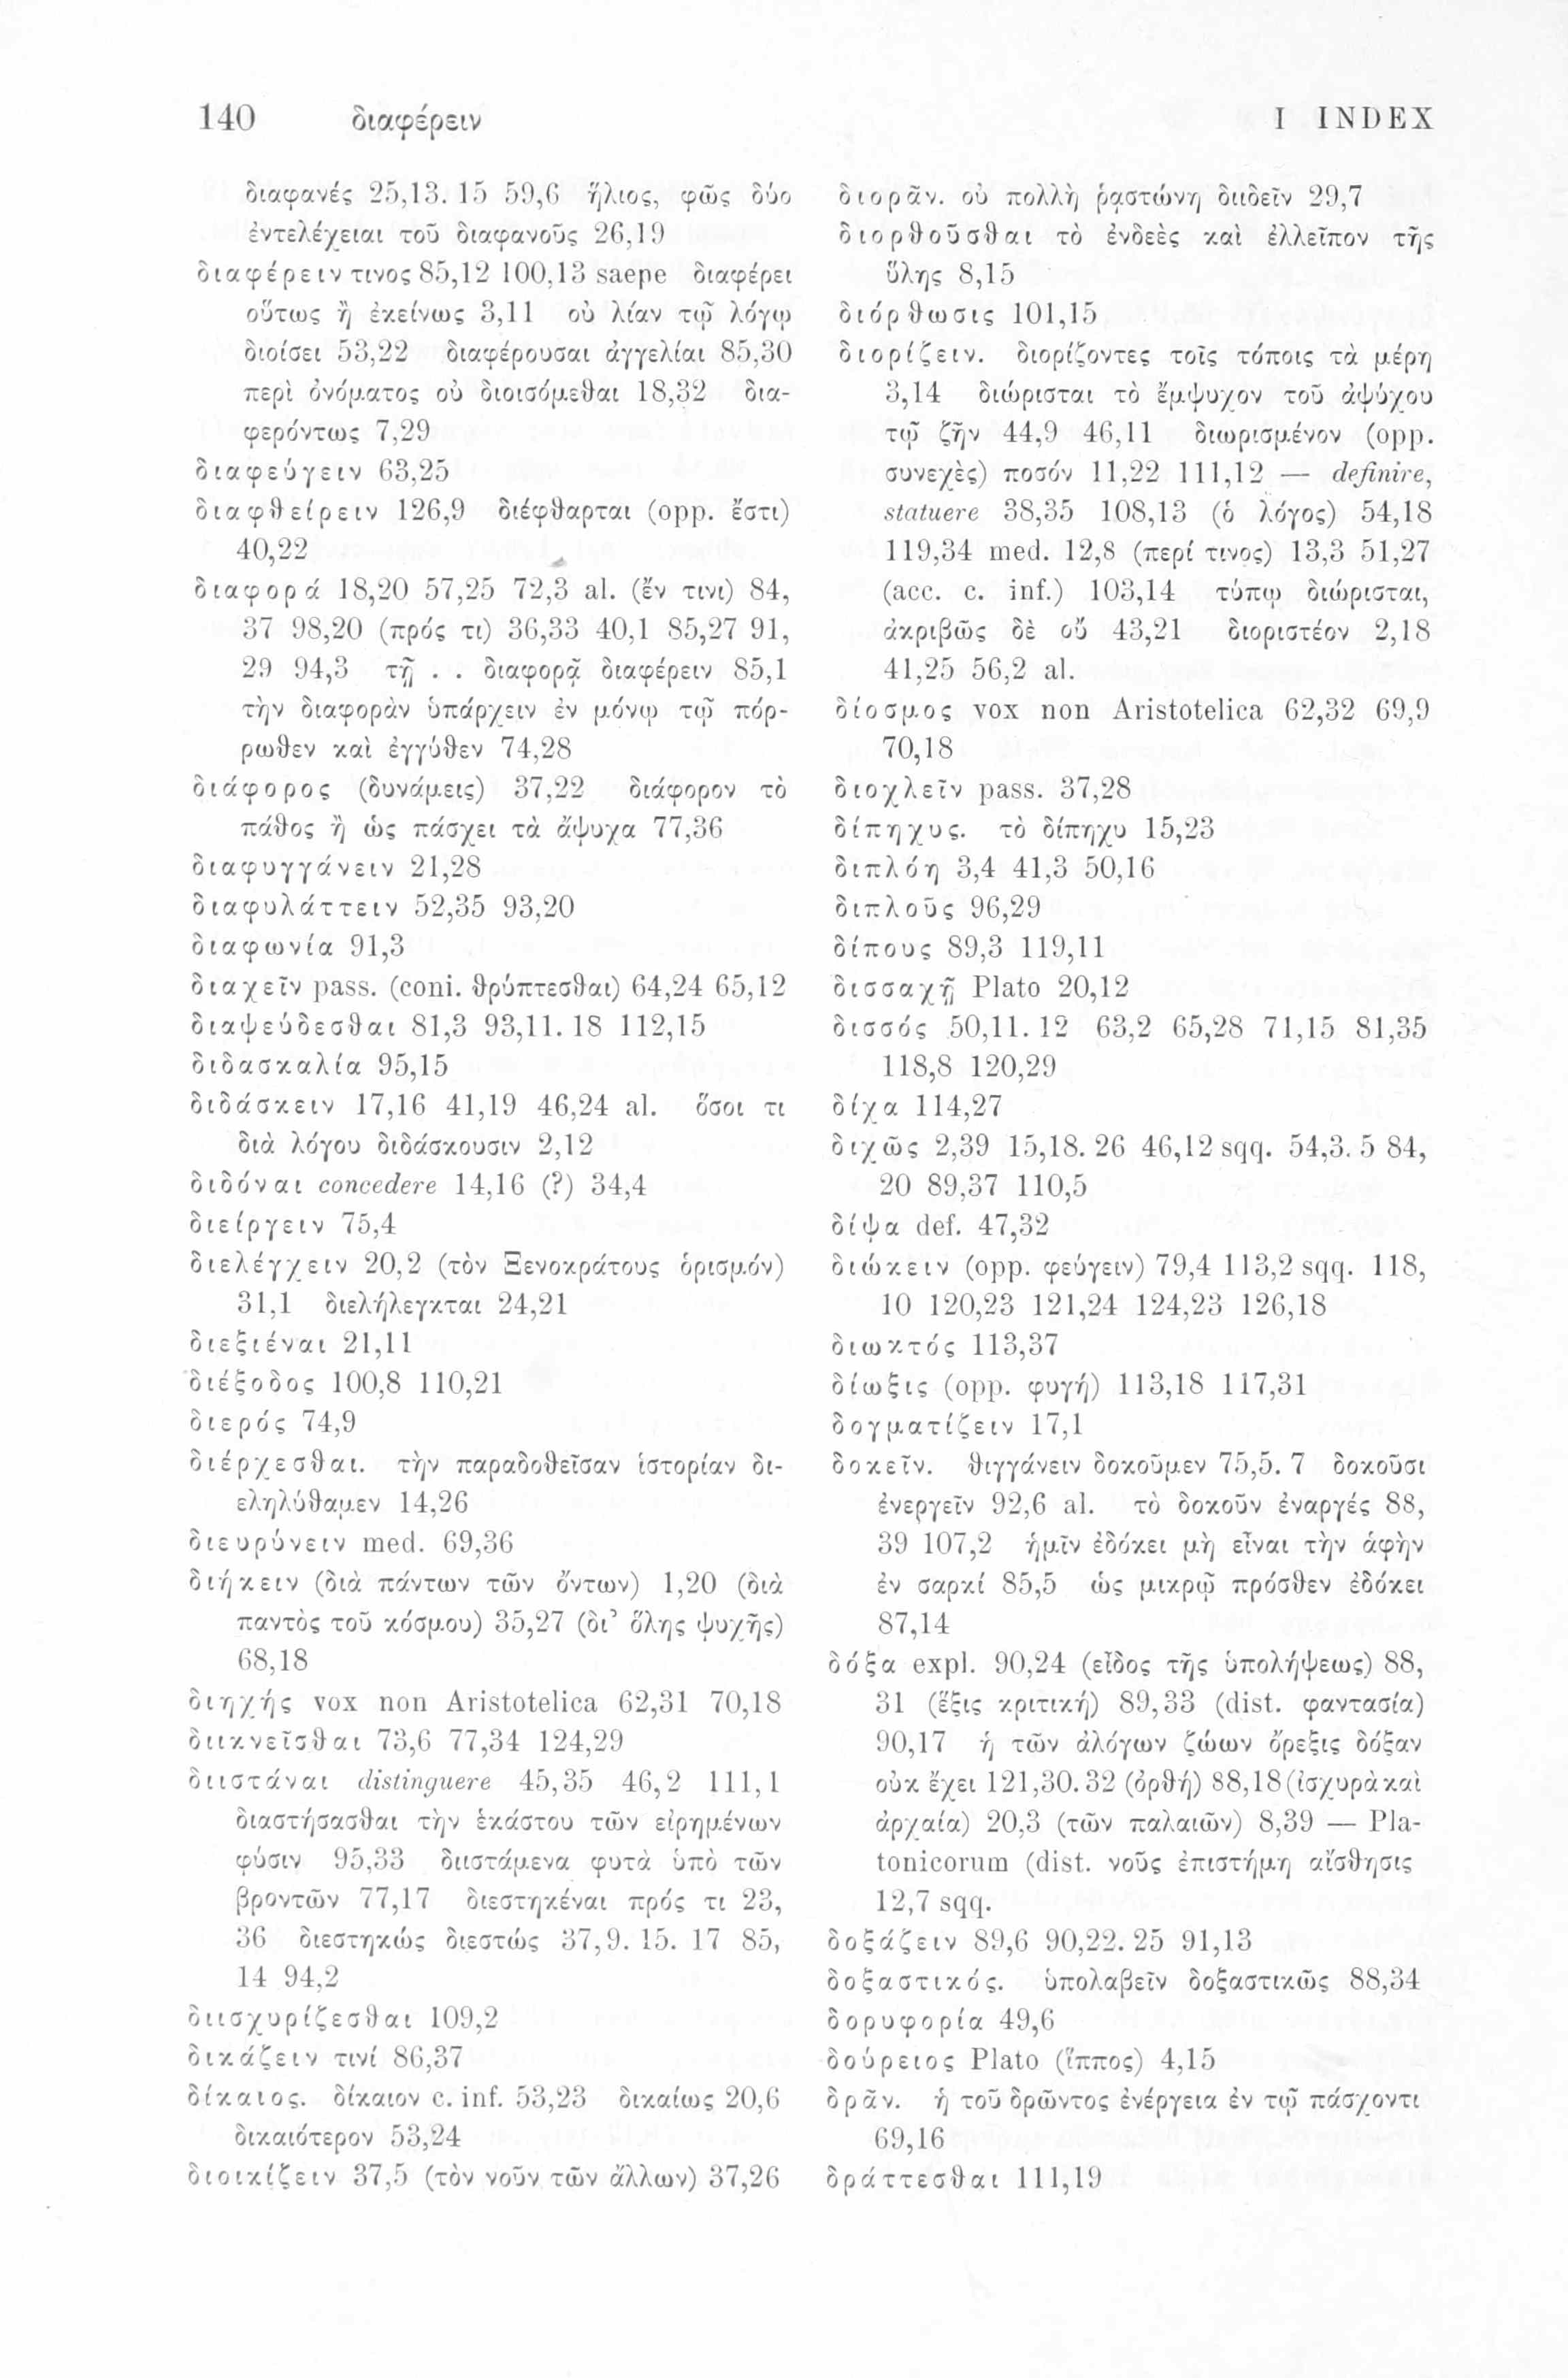 140 διαφέρειν I INDEX
διαφανές 25,13. 15 59,6 ἥλιος, φῶς δύο
ἐντελέχειαι τοῦ διαφανοῦς 26,19
διαφέρειν τινος 85,12 100,13 saepe διαφέρει
οὕτως ἢ ἐκείνως 3,11 οὐ λίαν τῷ λόγῳ
διοίσει 53,22 διαφέρουσαι ἀγγελίαι 85,30
περὶ ὀνόματος οὐ διοισόμεθαι 18,32 δια-
φερόντως 7,29
διαφεύγειν 63,25
διαφθείρειν 126,9 διέφθαρται (opp. ἔστι)
40,22
διαφορά 18,20 57,25 72,3 al. (ἔν τινι) 84,
37 98,20 (πρός τι) 36,33 40,1 85,27 91,
29 94,3 τῇ . . διαφορᾷ διαφέρειν 85,1
τὴν διαφορὰν ὑπάρχειν ἐν μόνῳ τῷ πόρ-
ρωθεν καὶ ἐγγύθεν 74,28
διάφορος (δυνάμεις) 37,22 διάφορον τὸ
πάθος ἢ ὡς πάσχει τὰ ἄψυχα 77,36
διαφυγγάνειν 21,28
διαφυλάττειν 52,35 93,20
διαφωνία 91,3
διαχεῖν pass. (coni. θρύπτεσθαι) 64,24 65,12
διαψεύδεσθαι 81,3 93,11. 18 112,15
διδασκαλία 95,15
διδάσκειν 17,16 41,19 46,24 al. ὅσοι τι
διὰ λόγου διδάσκουσιν 2,12
διδόναι concedere 14,16 (?) 34,4
διείργειν 75,4
διελέγχειν 20,2 (τὸν Ξενοκράτους ὁρισμόν)
31,1 διελήλεγκται 24,21
διεξιέναι 21,11
διέξοδος 100,8 110,21
διερός 74,9
διέρχεσθαι. τὴν παραδοθεῖσαν ἱστορίαν δι-
εληλύθαμεν 14,26
διευρύνειν med. 69,36
διήκειν (διὰ πάντων τῶν ὄντων) 1,20 (διὰ
παντὸς τοῦ κόσμου) 35,27 (δι’ ὅλης ψυχῆς)
68,18
διηχής vox non Aristotelica 62,31 70,18
διικνεῖσθαι 73,6 77,34 124,29
διιστάναι distinguere 45,35 46,2 111,1
διαστήσασθαι τὴν ἑκάστου τῶν εἰρημένων
φύσιν 95,33 διιστάμενα φυτὰ ὑπὸ τῶν
βροντῶν 77,17 διεστηκέναι πρός τι 23,
36 διεστηκώς διεστώς 37,9. 15. 17 85,
14 94,2
διισχυρίζεσθαι 109,2
δικάζειν τινί 86,37
δίκαιος. δίκαιον c. inf. 53,23 δικαίως 20,6
δικαιότερον 53,24
διοικίζειν 37,5 (τὸν νοῦν τῶν ἄλλων) 37,26
διορᾶν. οὐ πολλὴ ῥᾳστώνη διιδεῖν 29,7
διορθοῦσθαι τὸ ἐνδεὲς καὶ ἐλλεῖπον τῆς
ὕλης 8,15
διόρθωσις 101,15
διορίζειν. διορίζοντες τοῖς τόποις τὰ μέρη
3,14 διώρισται τὸ ἔμψυχον τοῦ ἀψύχου
τῷ ζῆν 44,9 46,11 διωρισμένον (opp.
συνεχὲς) ποσόν 11,22 111,12 — definire,
statuere 38,35 108,13 (ὁ λόγος) 54,18
119,34 med. 12,8 (περί τινος) 13,3 51,27
(acc. c. inf.) 103,14 τύπῳ διώρισται,
ἀκριβῶς δὲ οὔ 43,21 διοριστέον 2,18
41,25 56,2 al.
δίοσμος vox non Aristotelica 62,32 69,9
70,18
διοχλεῖν pass. 37,28
δίπηχυς. τὸ δίπηχυ 15,23
διπλόη 3,4 41,3 50,16
διπλοῦς 96,29
δίπους 89,3 119,11
δισσαχῇ Plato 20,12
δισσός 50,11. 12 63,2 65,28 71,15 81,35
118,8 120,29
δίχα 114,27
διχῶς 2,39 15,18. 26 46,12 sqq. 54,3. 5 84,
20 89,37 110,5
δίψα def. 47,32
διώκειν (opp. φεύγειν) 79,4 113,2 sqq. 118,
10 120,23 121,24 124,23 126,18
διωκτός 113,37
δίωξις (opp. φυγή) 113,18 117,31
δογματίζειν 17,1
δοκεῖν. θιγγάνειν δοκοῦμεν 75,5. 7 δοκοῦσι
ἐνεργεῖν 92,6 al. τὸ δοκοῦν ἐναργές 88,
39 107,2 ἡμῖν ἐδόκει μὴ εἶναι τὴν ἁφὴν
ἐν σαρκί 85,5 ὡς μικρῷ πρόσθεν ἐδόκει
87,14
δόξα expl. 90,24 (εἶδος τῆς ὑπολήψεως) 88,
31 (ἕξις κριτική) 89,33 (dist. φαντασία)
90,17 ἡ τῶν ἀλόγων ζώων ὄρεξις δόξαν
οὐκ ἔχει 121,30. 32 (ὀρθή) 88,18 (ἰσχυρὰ καὶ
ἀρχαία) 20,3 (τῶν παλαιῶν) 8,39 — Pla-
tonicorum (dist. νοῦς ἐπιστήμη αἴσθησις
12,7 sqq.
δοξάζειν 89,6 90,22. 25 91,13
δοξαστικός. ὑπολαβεῖν δοξαστικῶς 88,34
δορυφορία 49,6
δούρειος Plato (ἵππος) 4,15
δρᾶν. ἡ τοῦ δρῶντος ἐνέργεια ἐν τῷ πάσχοντι
69,16
δράττεσθαι 111,19